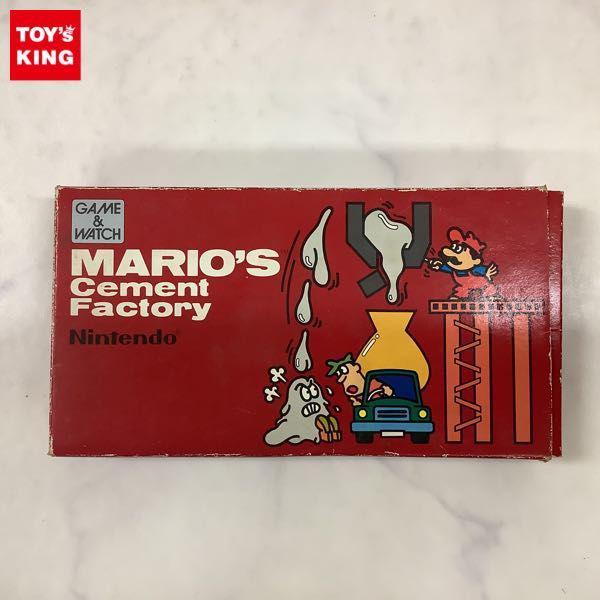 TOY's
KING
GAME
&
WATCH
MARIO'S
Cement
Factory
Nintendo